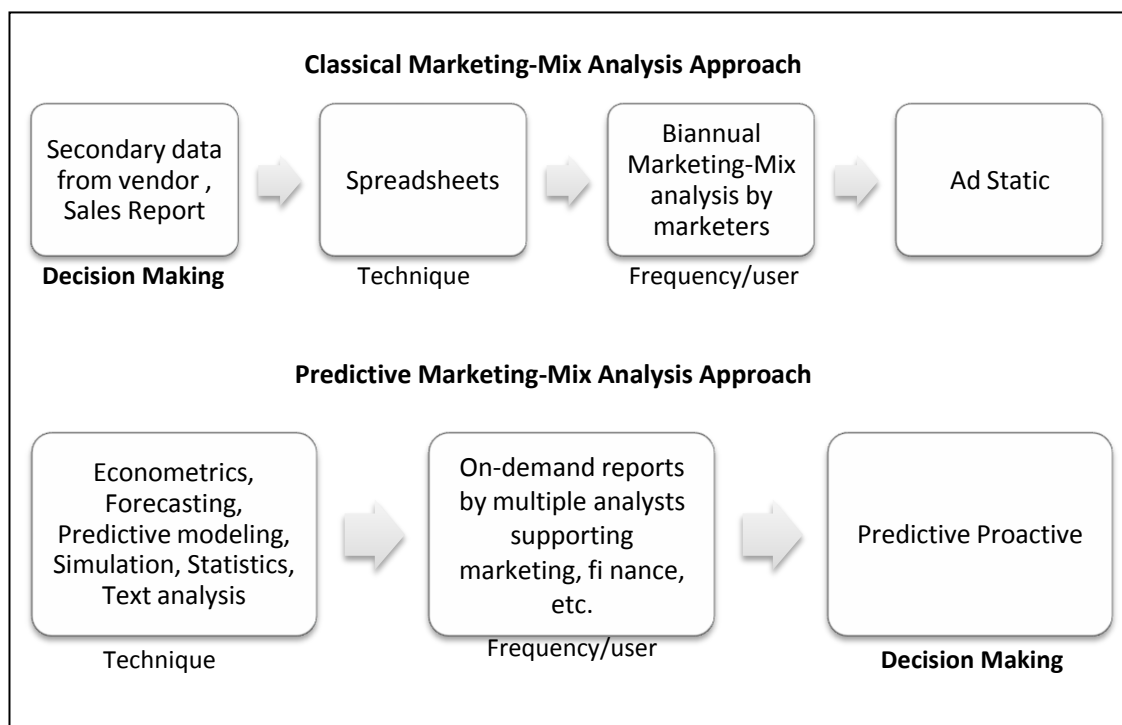 Classical Marketing-Mix Analysis Approach
Secondary data
from vendor ,
Sales Report
Decision Making
Spreadsheets
Technique
Biannual
Marketing-Mix
analysis by
marketers
Frequency/user
Ad Static
Predictive Marketing-Mix Analysis Approach
Econometrics,
Forecasting,
Predictive modeling,
Simulation, Statistics,
Text analysis
Technique
On-demand reports
by multiple analysts
supporting
marketing, fi nance,
etc.
Frequency/user
Predictive Proactive
Decision Making